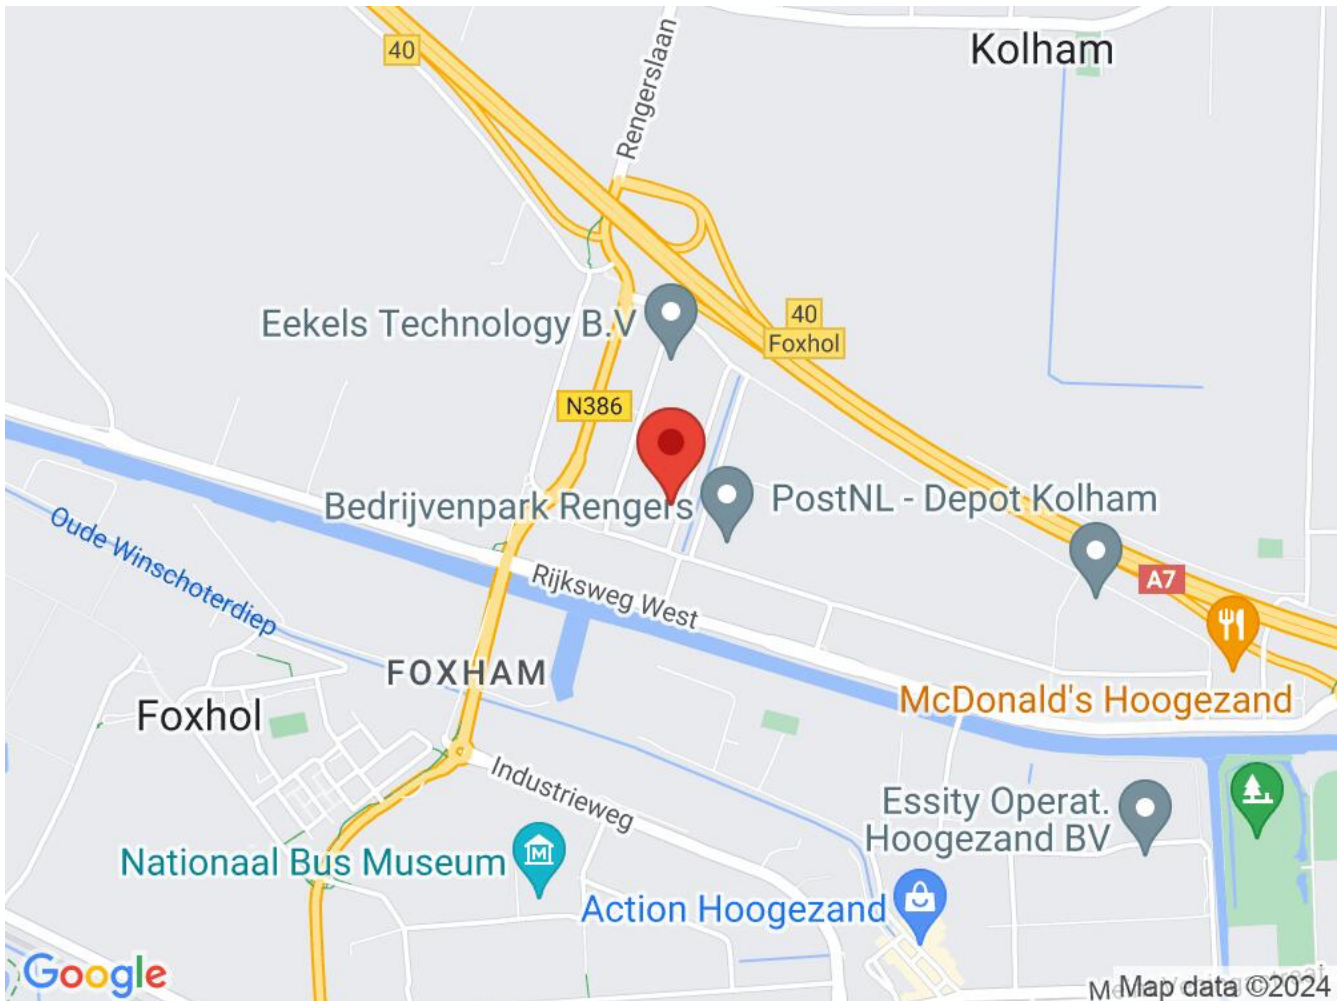 Kolham
40
Rengerslaan
Eekels Technology B.V
40
Foxhol
N386
Bedrijvenpark Rengers
PostNL - Depot Kolham
Oude Winschoterdiep
Rijksweg West
A7
FOXHAM
McDonald's Hoogezand
Foxhol
Industrieweg
Essity Operat.
Hoogezand BV
Nationaal Bus Museum
M
Action Hoogezand
Google
Map data ©2024